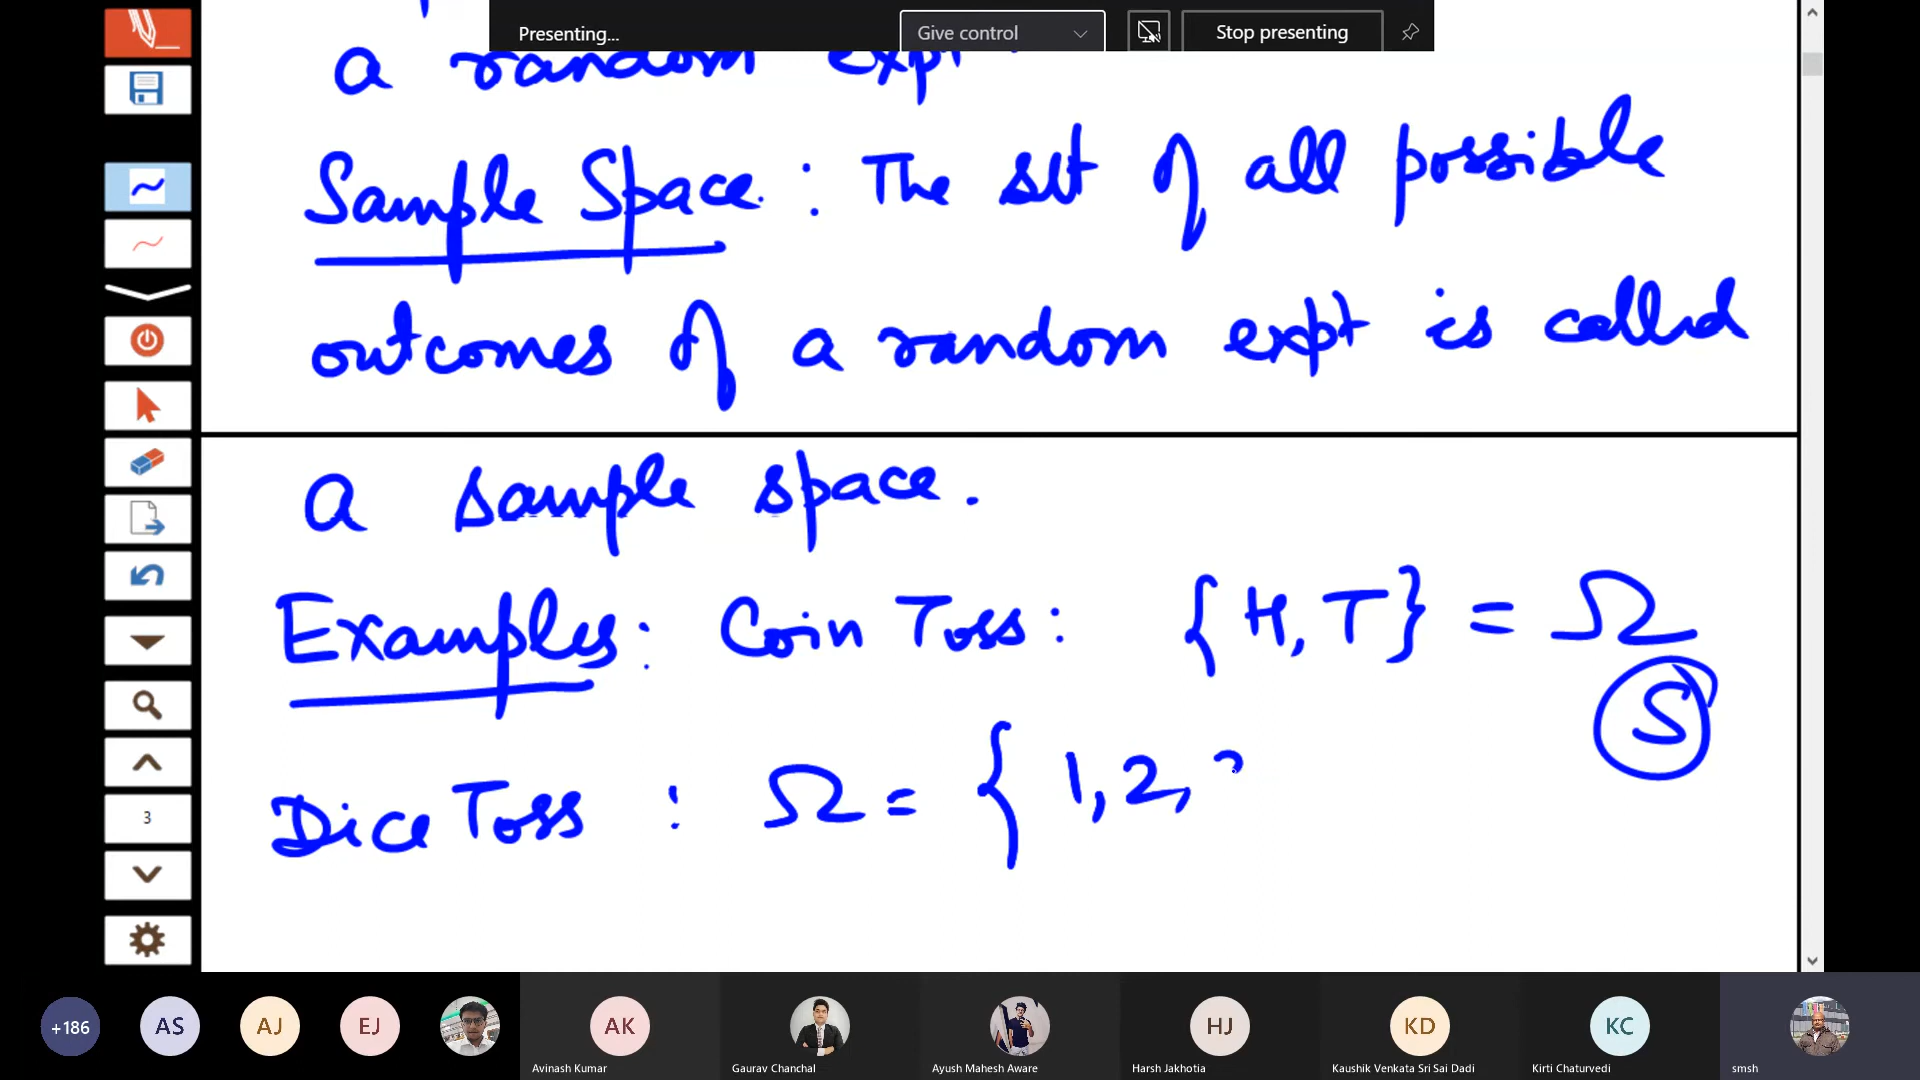 Presenting...
Give control
Stop presenting
a random expt
Sample Space : The set of all possible
outcomes of a random expt is called
a sample space.
Examples: Coin Toss: {H,T} = Ω
S
Dice Toss : Ω = { 1, 2,
3
+186
AS
AJ
EJ
AK
HJ
KD
KC
Avinash Kumar
Gaurav Chanchal
Ayush Mahesh Aware
Harsh Jakhotia
Kaushik Venkata Sri Sai Dadi
Kirti Chaturvedi
smsh